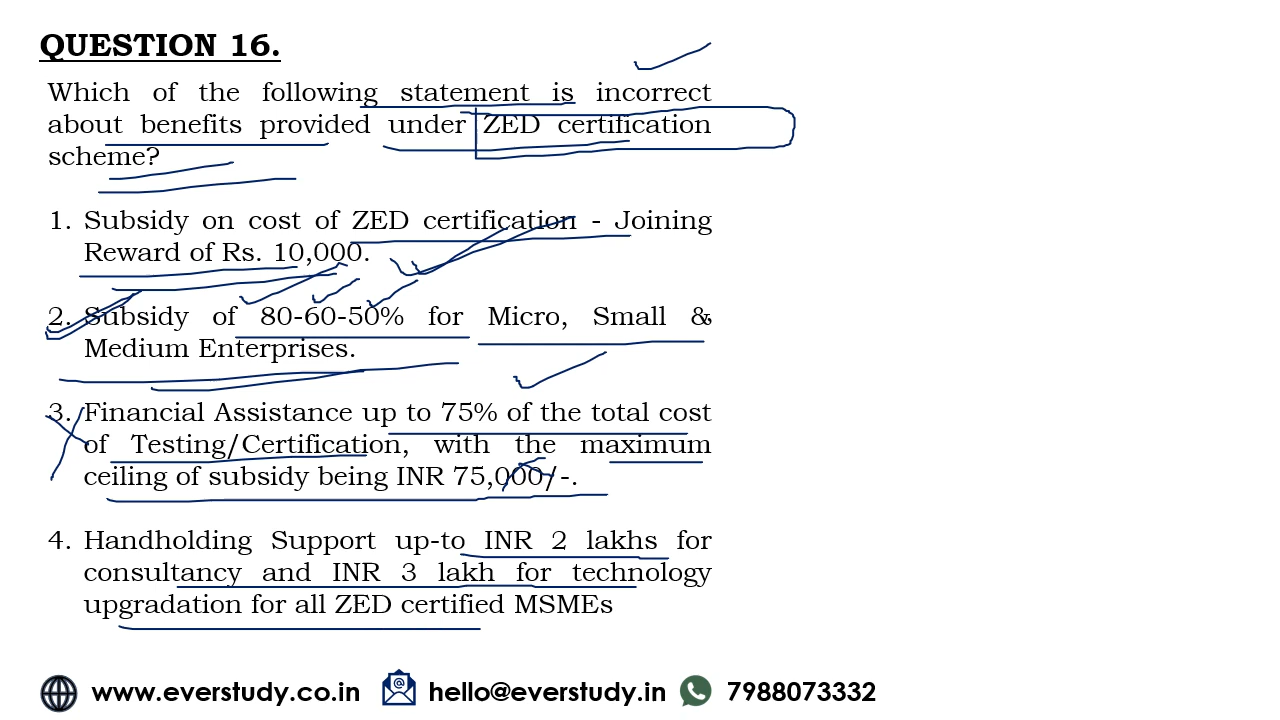 QUESTION 16.
Which of the following statement is incorrect
about benefits provided under ZED certification
scheme?
1. Subsidy on cost of ZED certification - Joining
Reward of Rs. 10,000.
2. Subsidy of 80-60-50% for Micro, Small &
Medium Enterprises.
3. Financial Assistance up to 75% of the total cost
of Testing/Certification, with the maximum
ceiling of subsidy being INR 75,000/-.
4. Handholding Support up-to INR 2 lakhs for
consultancy and INR 3 lakh for technology
upgradation for all ZED certified MSMEs
www.everstudy.co.in hello@everstudy.in 7988073332